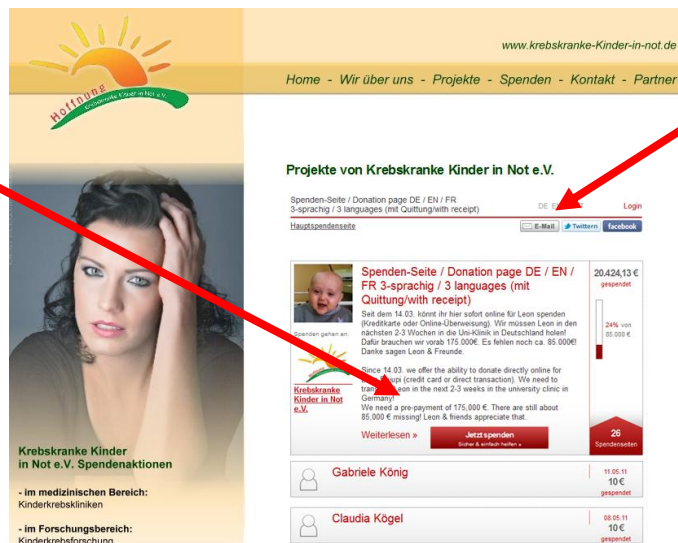 Hoffnung
Krebskranke Kinder in Not e.V.
www.krebskranke-Kinder-in-not.de
Home - Wir über uns - Projekte - Spenden - Kontakt - Partner
Projekte von Krebskranke Kinder in Not e.V.
Spenden-Seite / Donation page DE / EN / FR
3-sprachig / 3 languages (mit Quittung/with receipt)
DE
Login
Hauptspendenseite
E-Mail
Twittern
facebook
Spenden gehen an:
Krebskranke
Kinder in Not
e.V.
Spenden-Seite / Donation page DE / EN /
FR 3-sprachig / 3 languages (mit
Quittung/with receipt)
Seit dem 14.03. könnt ihr hier sofort online für Leon spenden
(Kreditkarte oder Online-Überweisung). Wir müssen Leon in den
nächsten 2-3 Wochen in die Uni-Klinik in Deutschland holen!
Dafür brauchen wir vorab 175.000€. Es fehlen noch ca. 85.000€!
Danke sagen Leon & Freunde.
Since 14.03. we offer the ability to donate directly online for
(credit card or direct transaction). We need to
Leon in the next 2-3 weeks in the university clinic in
Germany!
We need a pre-payment of 175,000 €. There are still about
85,000 € missing! Leon & friends appreciate that.
Weiterlesen »
Jetzt spenden
Sicher & einfach helfen »
20.424,13 €
gespendet
24% von
85.000 €
26
Spendenseiten
Gabriele König
11.05.11
10€
gespendet
Claudia Kögel
08.05.11
10€
gespendet
Krebskranke Kinder
in Not e.V. Spendenaktionen
- im medizinischen Bereich:
Kinderkrebskliniken
- im Forschungsbereich:
Kinderkrebsforschung